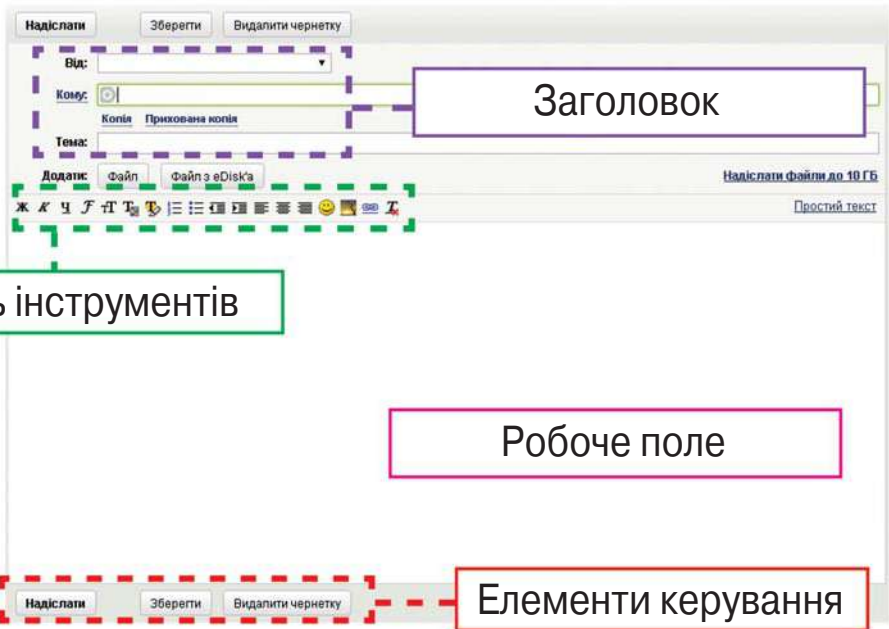 Надіслати Зберегти Видалити чернетку
Від:
Заголовок
Кому:
Копія Прихована копія
Тема:
Додати: Файл Файл з eDisk'а Надіслати файли до 10 ГБ
Ж К Ч Простий текст
ь інструментів
Робоче поле
Надіслати Зберегти Видалити чернетку
Елементи керування